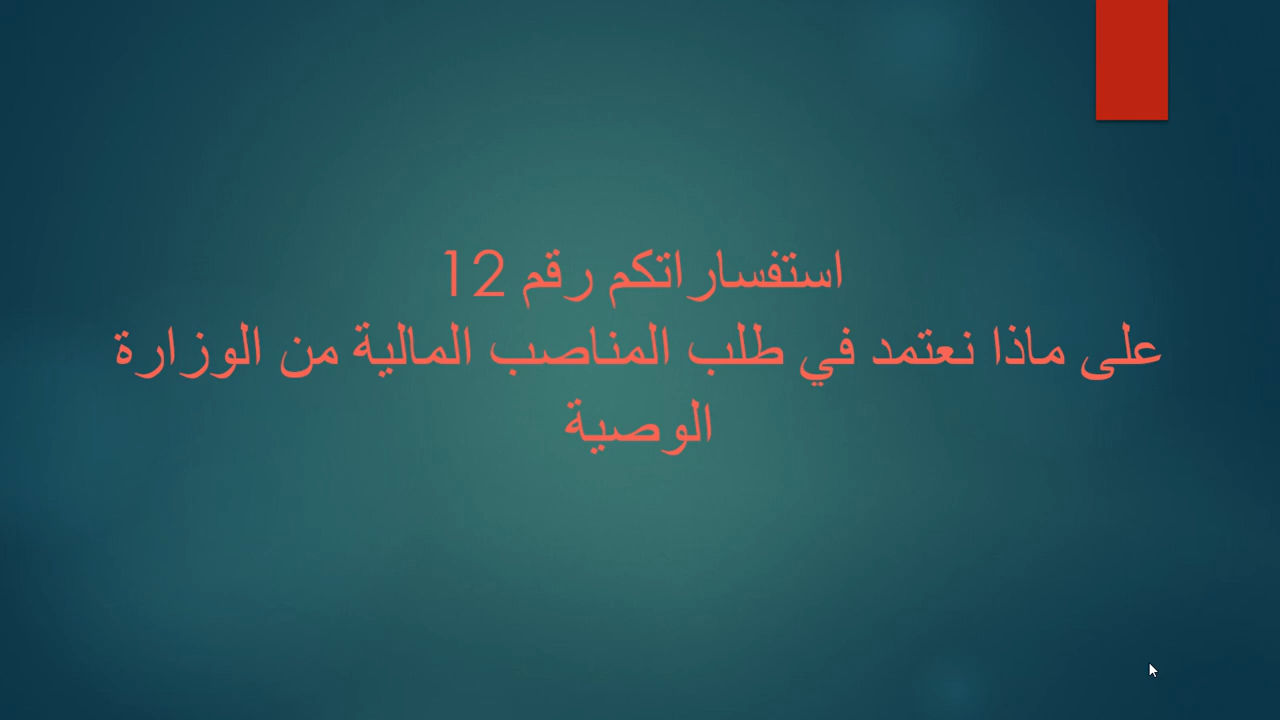 استفساراتكم رقم 12
على ماذا نعتمد في طلب المناصب المالية من الوزارة
الوصية